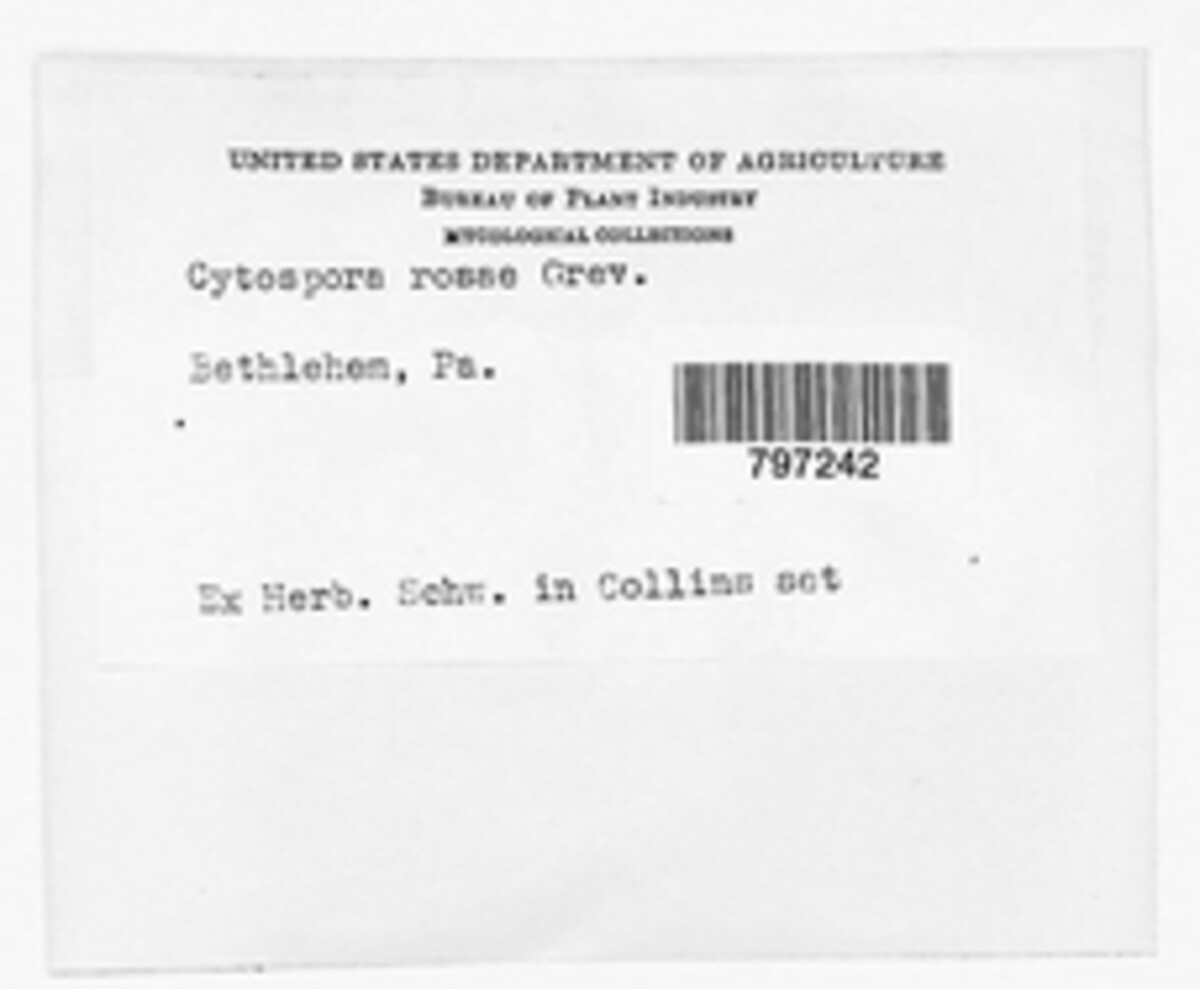 UNITED STATES DEPARTMENT OF AGRICULTURE
BUREAU OF PLANT INDUSTRY
MYCOLOGICAL COLLECTIONS
Cytospora rosae Grev.
Bethlehem, Pa.
797242
Ex Herb. Schw. in Collins set